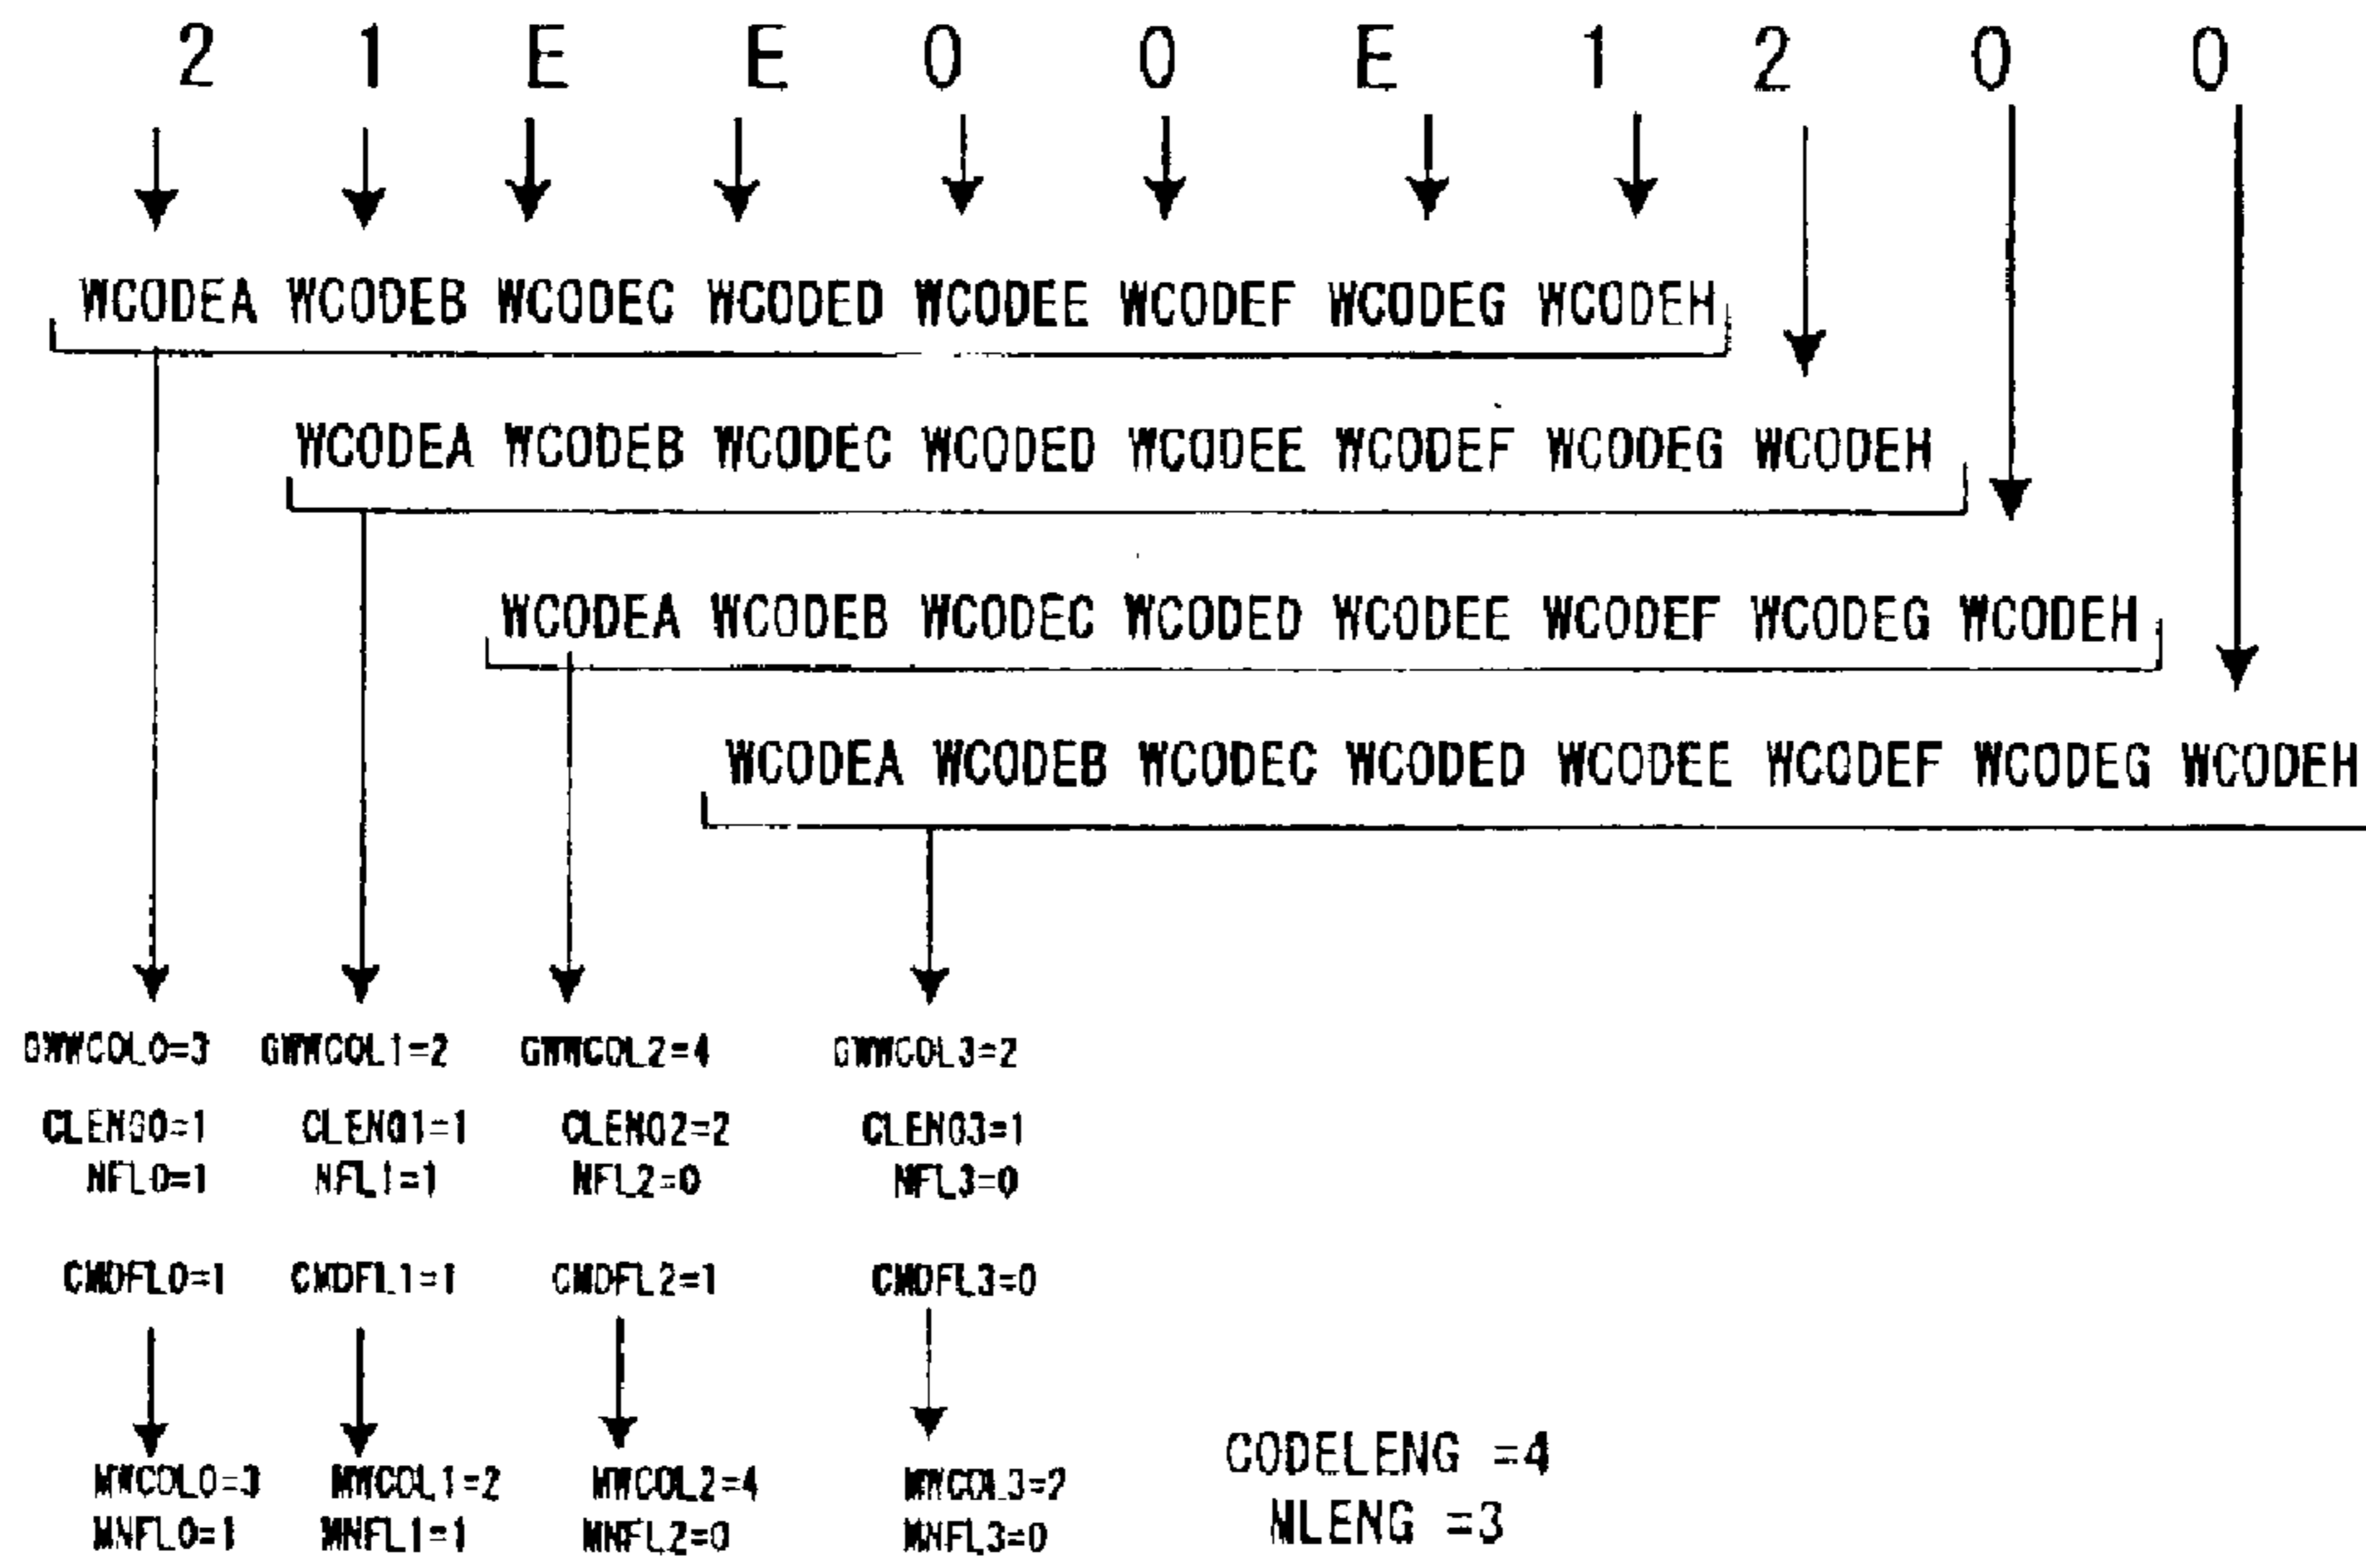 2 1 E E 0 0 E 1 2 0 0
WCODEA WCODEB WCODEC WCODED WCODEE WCODEF WCODEG WCODEH
WCODEA WCODEB WCODEC WCODED WCODEE WCODEF WCODEG WCODEH
WCODEA WCODEB WCODEC WCODED WCODEE WCODEF WCODEG WCODEH
WCODEA WCODEB WCODEC WCODED WCODEE WCODEF WCODEG WCODEH
GWWCOL0=3 GWWCOL1=2 GWWCOL2=4 GWWCOL3=2
CLENG0=1 CLENG1=1 CLENG2=2 CLENG3=1
NFL0=1 NFL1=1 NFL2=0 NFL3=0
CMDFL0=1 CMDFL1=1 CMDFL2=1 CMDFL3=0
MWCOL0=3 MWCOL1=2 MWCOL2=4 MWCOL3=2
MNFL0=1 MNFL1=1 MNFL2=0 MNFL3=0
CODELENG =4
NLENG =3